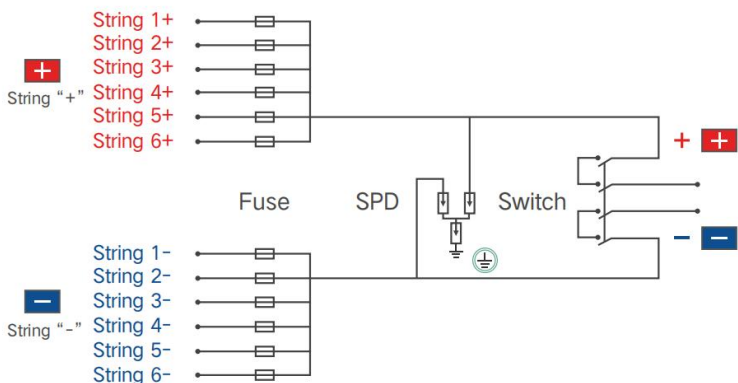 String 1+
String 2+
String 3+
String 4+
String 5+
String 6+
+
String “+”
+ +
Fuse SPD Switch
String 1-
String 2-
String 3-
String 4-
String 5-
String 6-
-
String “-”
- -